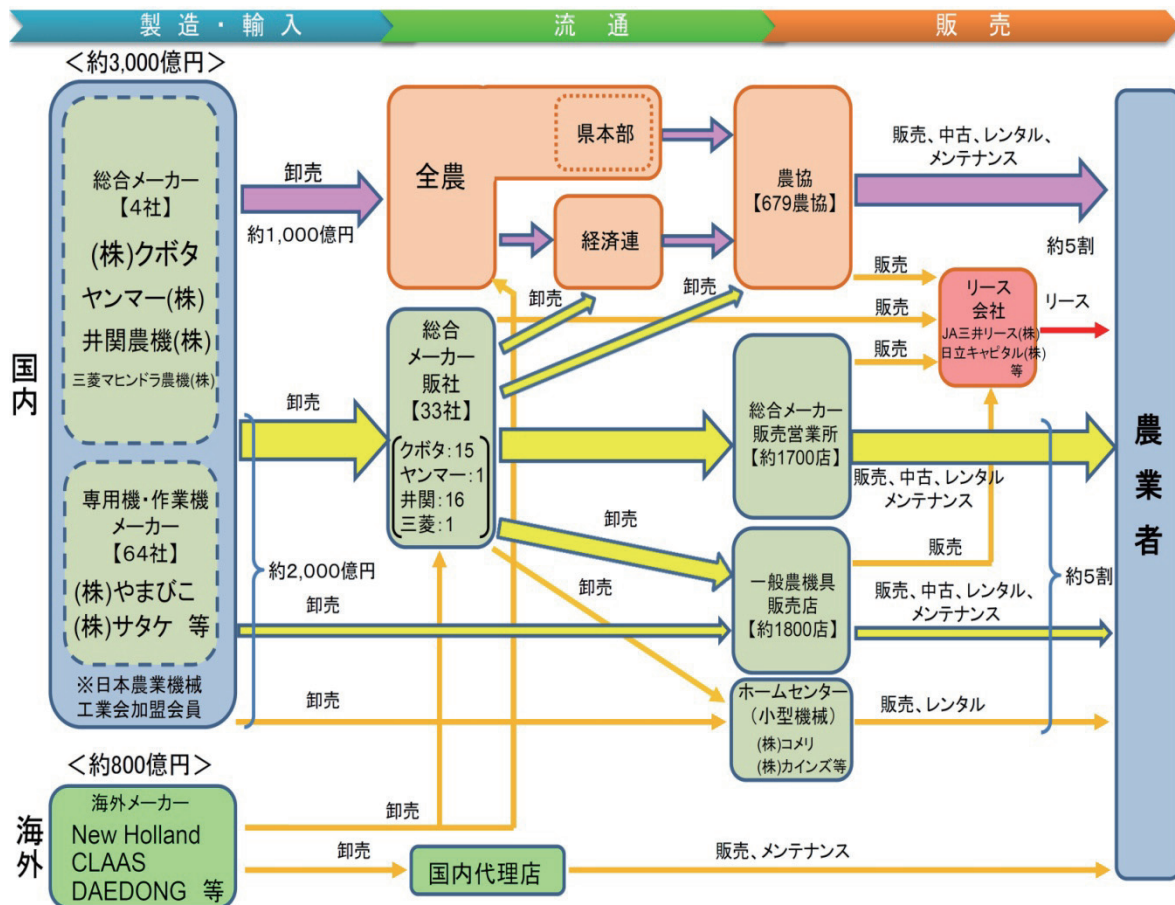 製造・輸入
流通
販売
<約3,000億円>
国内
総合メーカー
【4社】
(株)クボタ
ヤンマー(株)
井関農機(株)
三菱マヒンドラ農機(株)
専用機・作業機
メーカー
【64社】
(株)やまびこ
(株)サタケ 等
※日本農業機械
工業会加盟会員
卸売
約1,000億円
卸売
約2,000億円
卸売
卸売
全農
県本部
経済連
卸売
卸売
総合
メーカー
販社
【33社】
クボタ:15
ヤンマー:1
井関:16
三菱:1
卸売
卸売
農協
【679農協】
総合メーカー
販売営業所
【約1700店】
一般農機具
販売店
【約1800店】
ホームセンター
(小型機械)
(株)コメリ
(株)カインズ等
販売、中古、レンタル、
メンテナンス
約5割
販売
販売
販売
リース
会社
JA三井リース(株)
日立キャピタル(株)
等
リース
販売、中古、レンタル
メンテナンス
販売
約5割
販売、中古、レンタル、
メンテナンス
販売、レンタル
農業者
<約800億円>
海外
海外メーカー
New Holland
CLAAS
DAEDONG 等
卸売
卸売
国内代理店
販売、メンテナンス